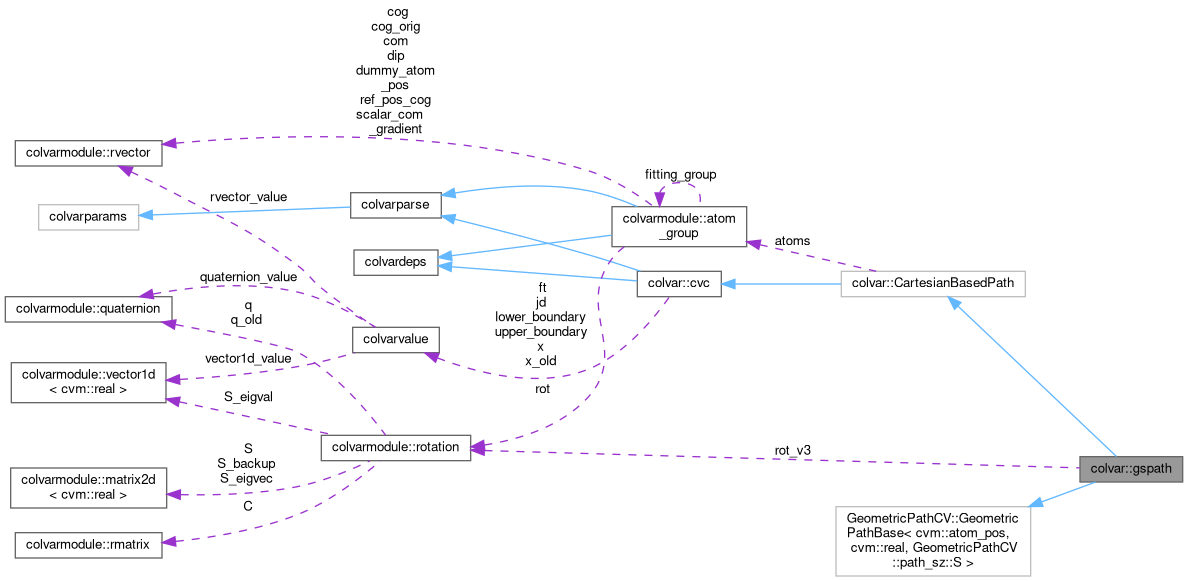 cog
cog_orig
com
dip
dummy_atom
_pos
ref_pos_cog
scalar_com
_gradient
colvarmodule::rvector
fitting_group
rvector_value
colvarparse
colvarparams
colvarmodule::atom
_group
atoms
colvardeps
quaternion_value
colvar::cvc
colvar::CartesianBasedPath
ft
jd
lower_boundary
upper_boundary
x
x_old
colvarmodule::quaternion
q
q_old
colvarvalue
vector1d_value
colvarmodule::vector1d
< cvm::real >
rot
S_eigval
colvarmodule::rotation
rot_v3
colvar::gspath
S
S_backup
S_eigvec
colvarmodule::matrix2d
< cvm::real >
C
colvarmodule::rmatrix
GeometricPathCV::Geometric
PathBase< cvm::atom_pos,
cvm::real, GeometricPathCV
::path_sz::S >